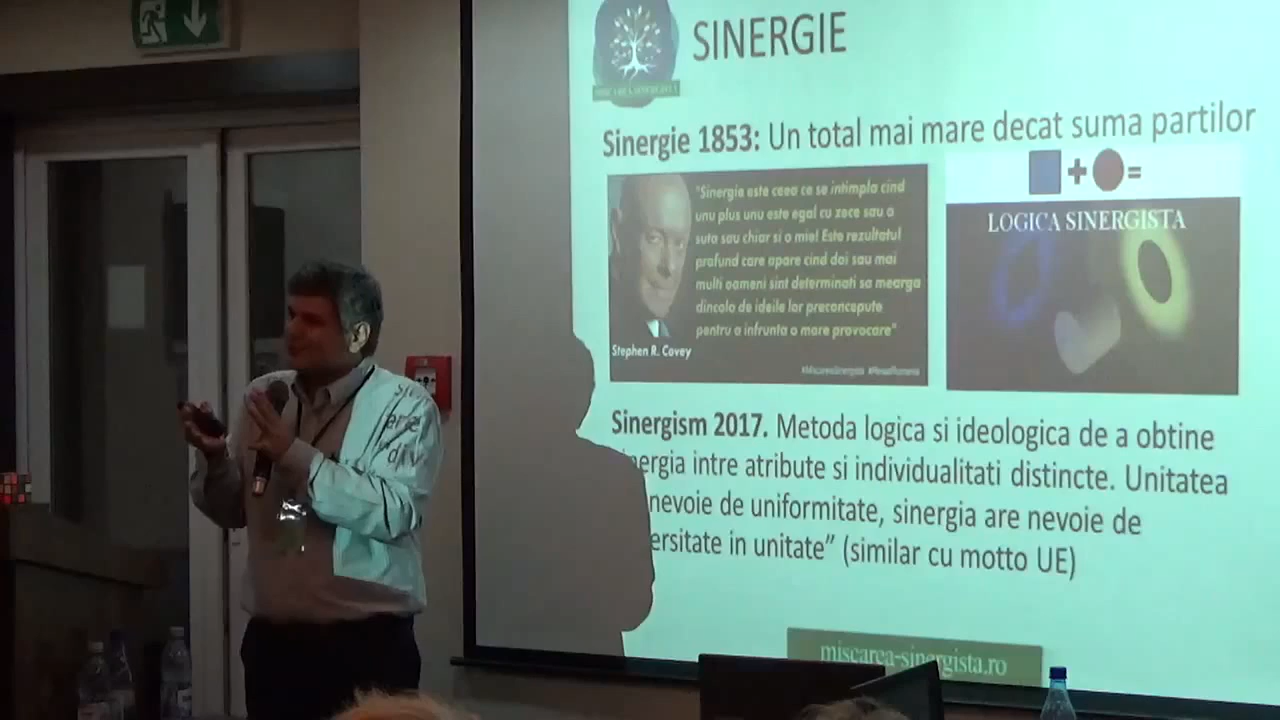 SINERGIE
MISCAREA SINERGISTA
Sinergie 1853: Un total mai mare decat suma partilor
"Sinergie este ceea ce se intimpla cind
unu plus unu este egal cu zece sau o
suta sau chiar si o mie! Este rezultatul
profund care apare cind doi sau mai
multi oameni sint determinati sa mearga
dincolo de ideile lor preconcepute
pentru a infrunta o mare provocare"
Stephen R. Covey
#MiscareaSinergista
+ =
LOGICA SINERGISTA
Sinergism 2017. Metoda logica si ideologica de a obtine
ergia intre atribute si individualitati distincte. Unitatea
nevoie de uniformitate, sinergia are nevoie de
ersitate in unitate" (similar cu motto UE)
miscarea-sinergista.ro